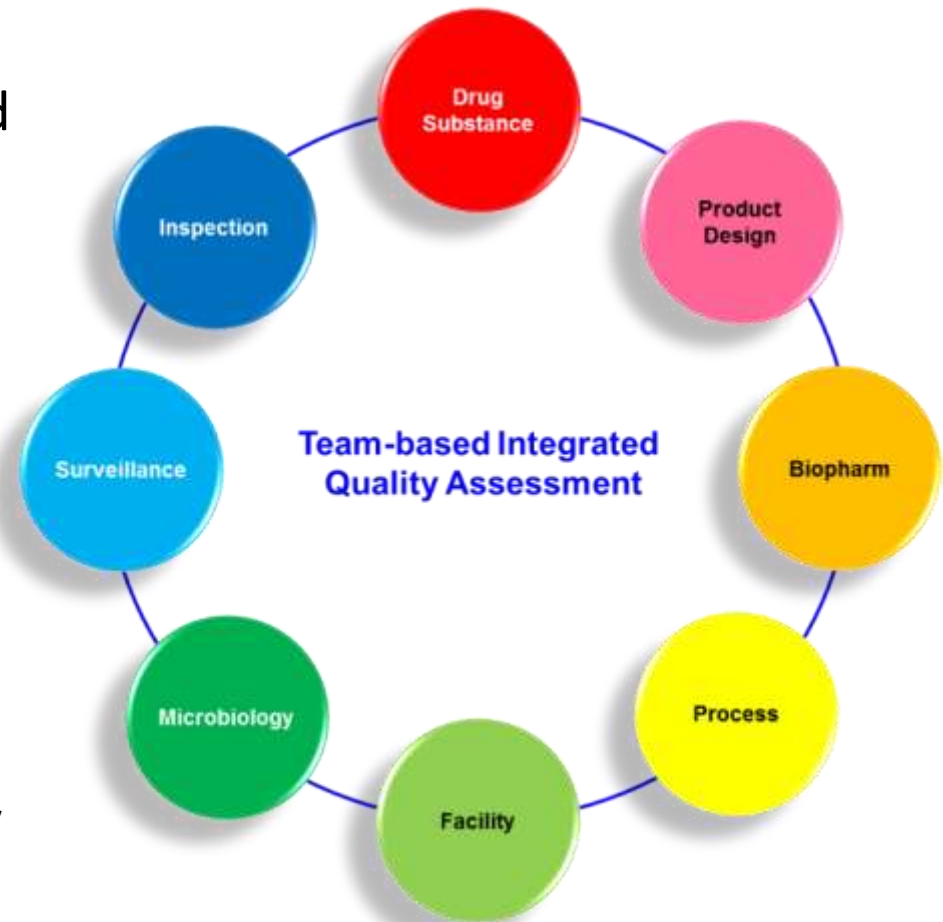 Drug
Substance
Product
Design
Biopharm
Process
Facility
Microbiology
Surveillance
Inspection
Team-based Integrated
Quality Assessment